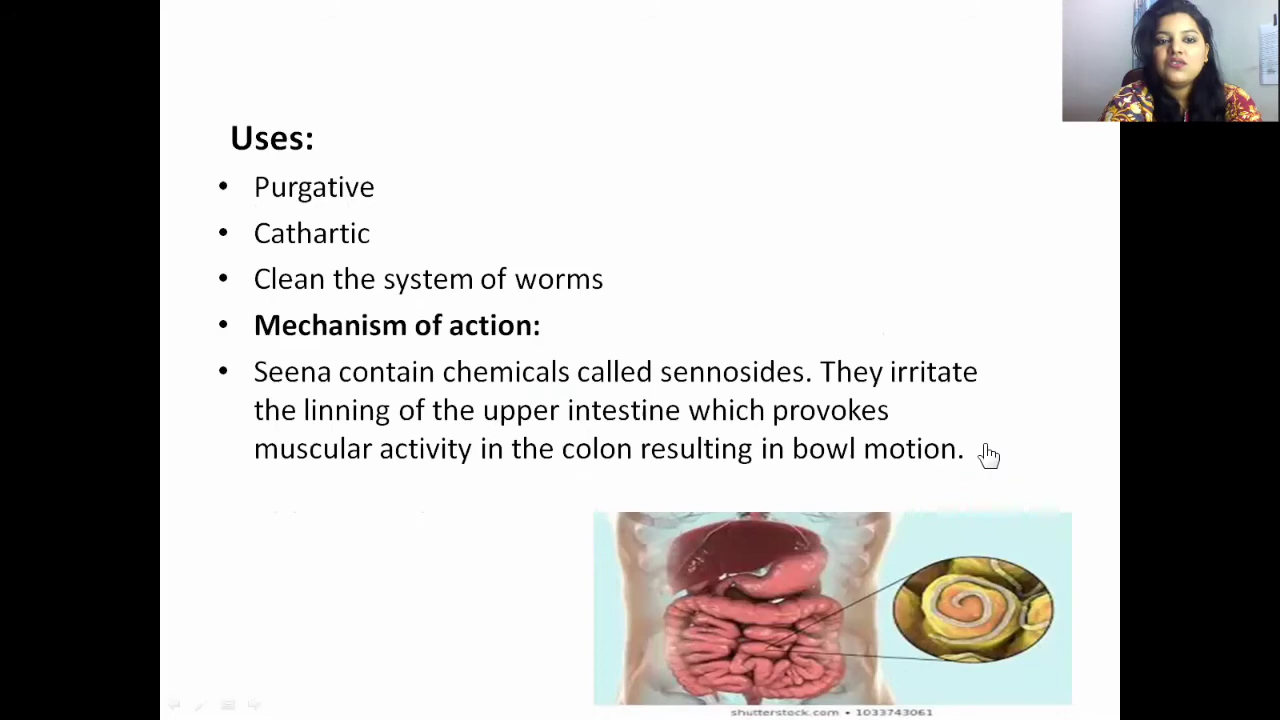 Uses:
• Purgative
• Cathartic
• Clean the system of worms
• Mechanism of action:
• Seena contain chemicals called sennosides. They irritate
the linning of the upper intestine which provokes
muscular activity in the colon resulting in bowl motion.
shutterstock.com • 1033743061